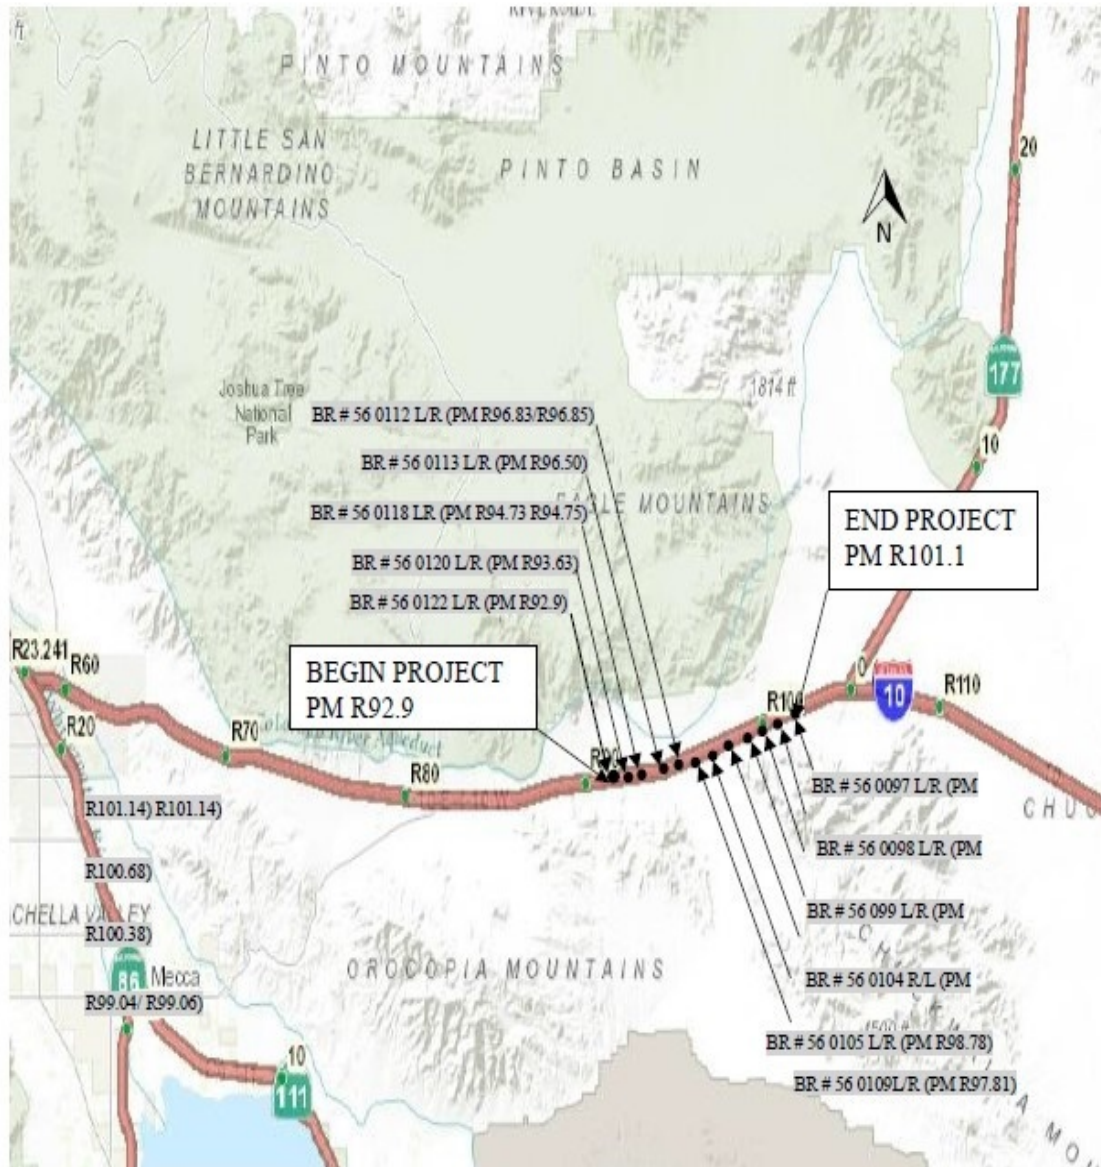 PINTO MOUNTAINS
LITTLE SAN
BERNARDINO
MOUNTAINS
PINTO BASIN
20
N
177
1814 ft
Joshua Tree
National
Park
BR # 56 0112 L/R (PM R96.83/R96.85)
10
BR # 56 0113 L/R (PM R96.50)
EAGLE MOUNTAINS
BR # 56 0118 LR (PM R94.73 R94.75)
END PROJECT
PM R101.1
BR # 56 0120 L/R (PM R93.63)
BR # 56 0122 L/R (PM R92.9)
R23.241
R60
BEGIN PROJECT
PM R92.9
0
10
R110
R100
R20
R70
River Aqueduct
R80
R90
BR # 56 0097 L/R (PM
R101.14) R101.14)
BR # 56 0098 L/R (PM
R100.68)
BR # 56 099 L/R (PM
CHELLA VALLEY
R100.38)
OROCOPIA MOUNTAINS
86
Mecca
BR # 56 0104 R/L (PM
R99.04/ R99.06)
BR # 56 0105 L/R (PM R98.78)
10
111
BR # 56 0109L/R (PM R97.81)